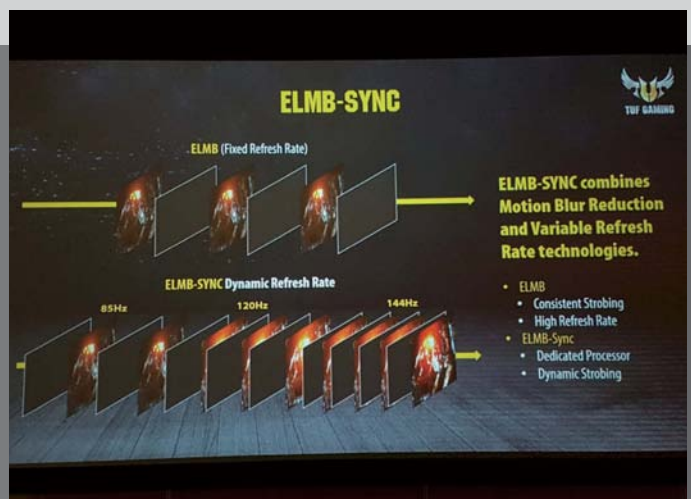 ELMB-SYNC
TUF GAMING
ELMB (Fixed Refresh Rate)
ELMB-SYNC combines
Motion Blur Reduction
and Variable Refresh
Rate technologies.
ELMB-SYNC Dynamic Refresh Rate
85Hz
120Hz
144Hz
• ELMB
• Consistent Strobing
• High Refresh Rate
• ELMB-Sync
• Dedicated Processor
• Dynamic Strobing